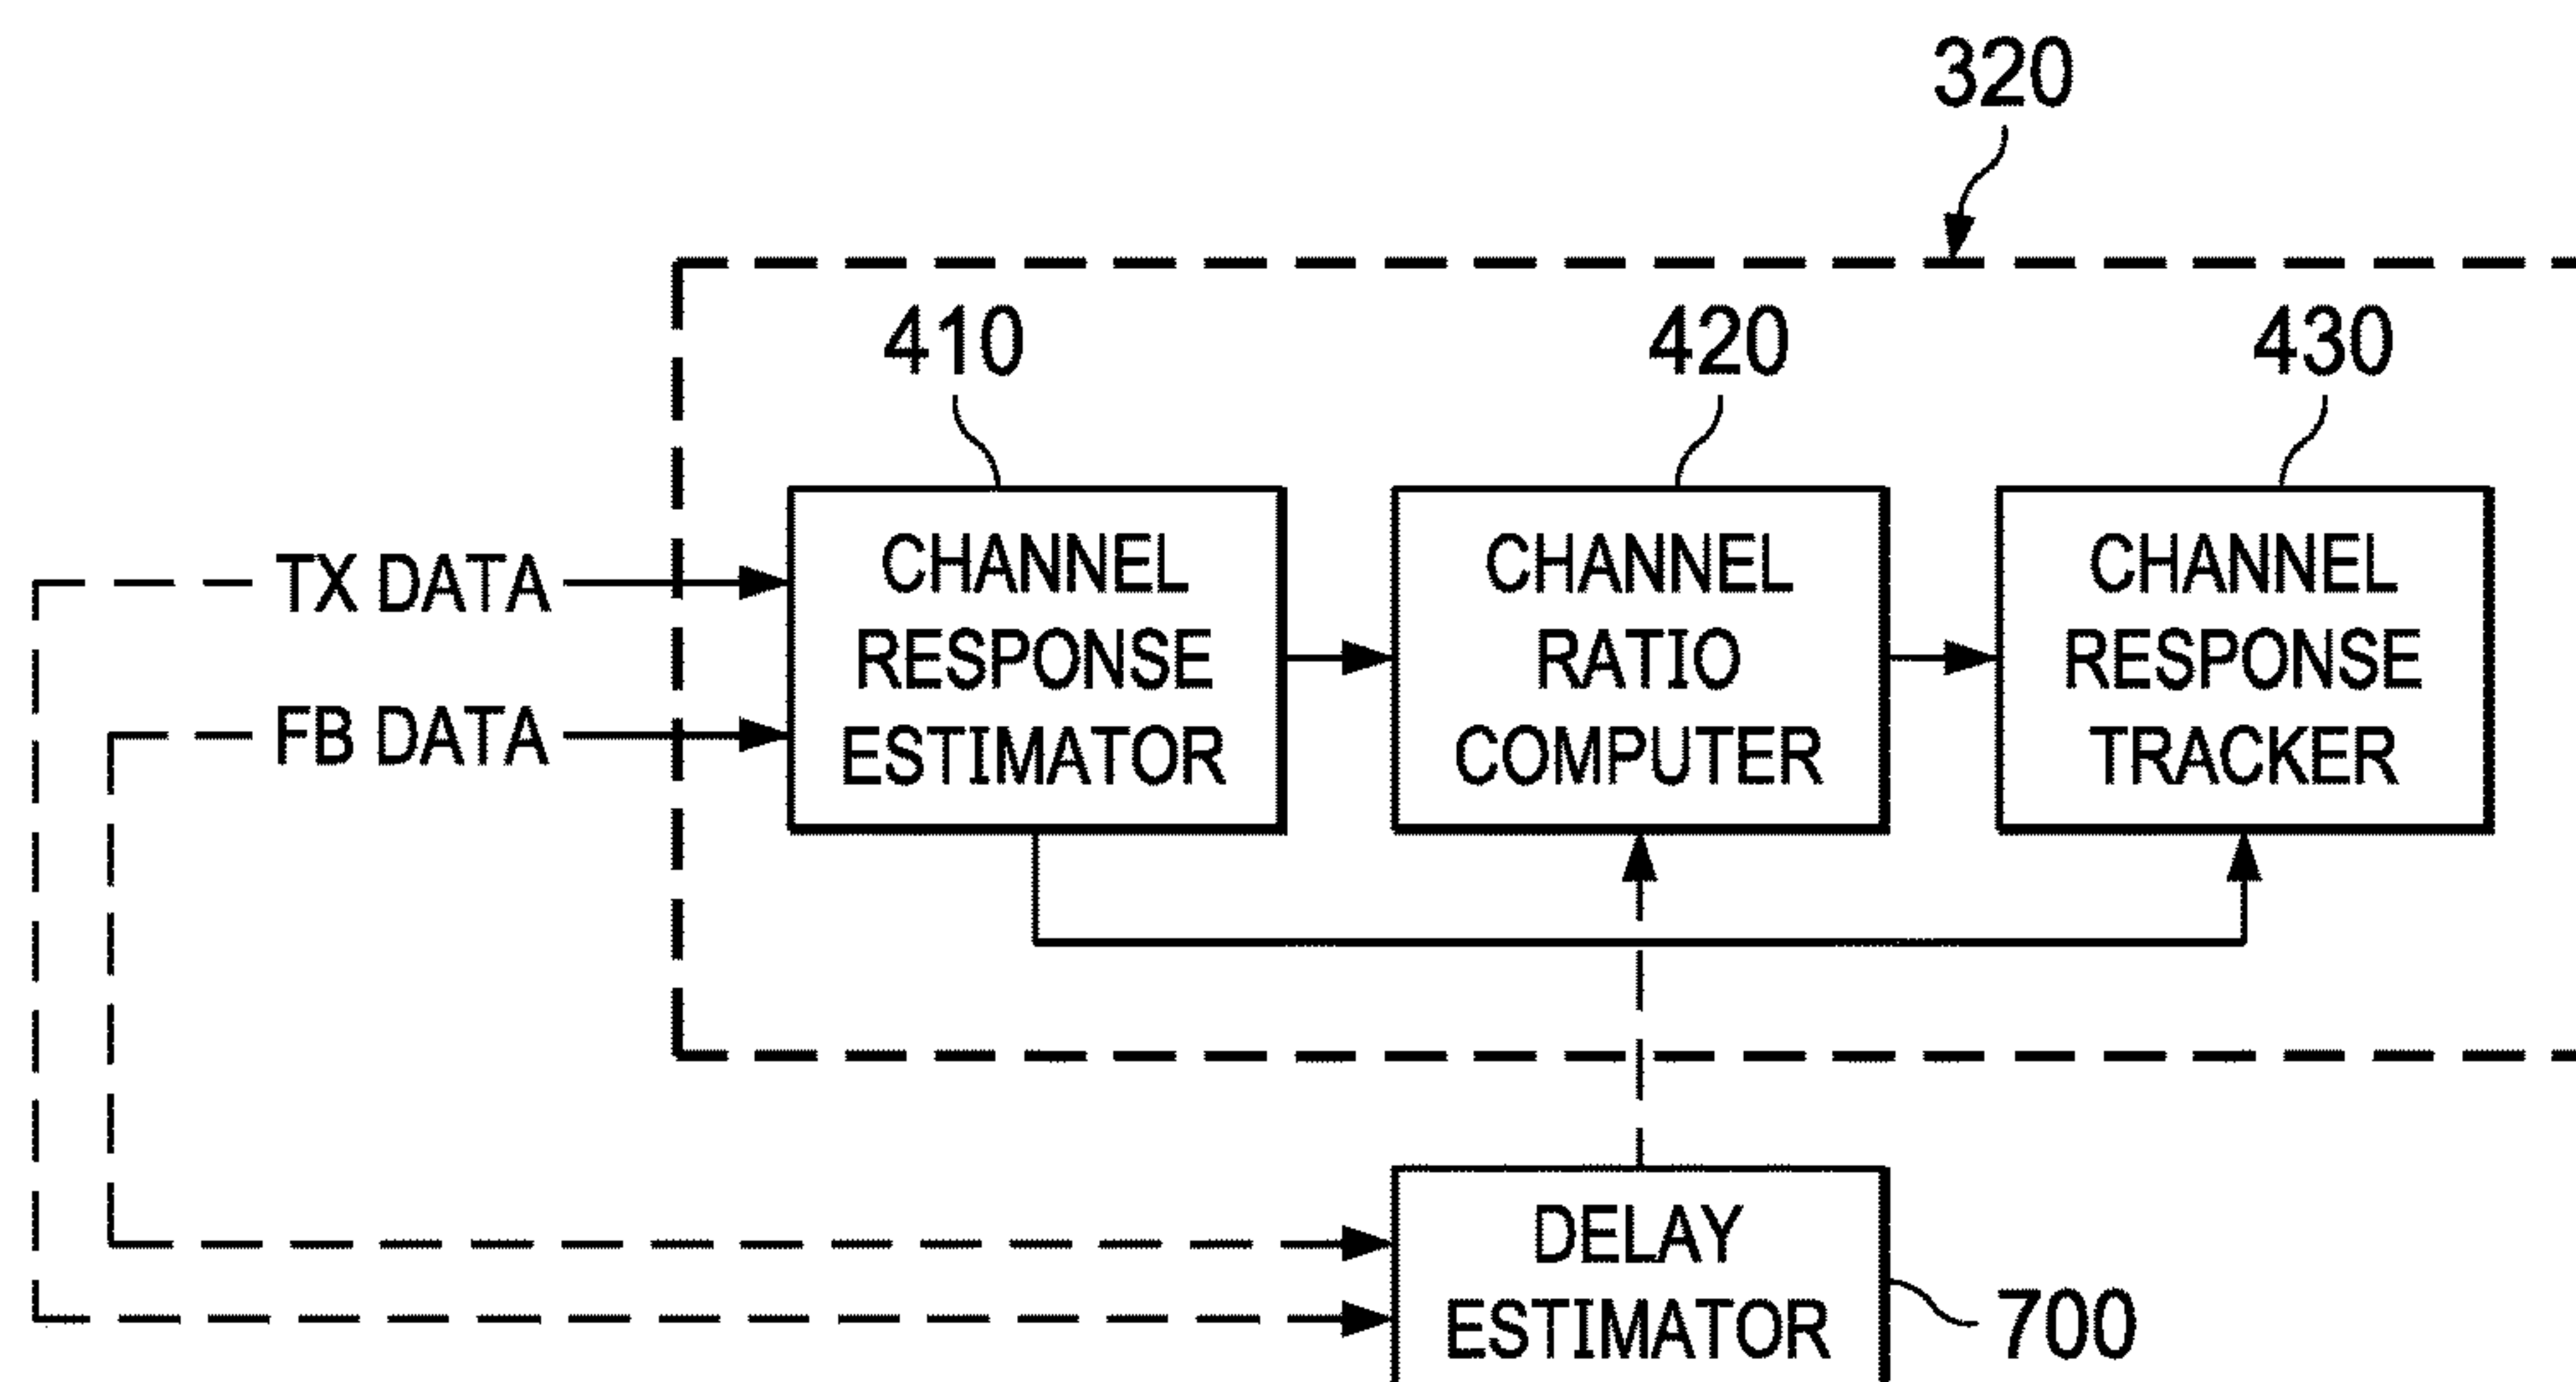 320
410
420
430
TX DATA
FB DATA
CHANNEL
RESPONSE
ESTIMATOR
CHANNEL
RATIO
COMPUTER
CHANNEL
RESPONSE
TRACKER
DELAY
ESTIMATOR
700